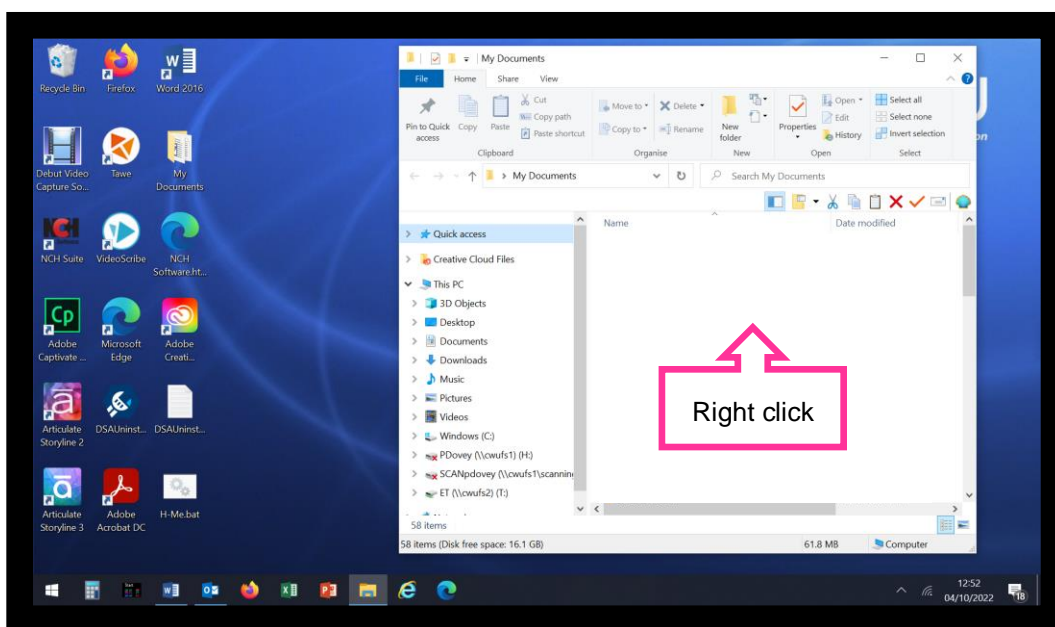 Recycle Bin
Firefox
Word 2016
Debut Video
Capture So...
Tawe
My
Documents
NCH Suite
VideoScribe
NCH
Software.ht...
Adobe
Captivate ...
Microsoft
Edge
Adobe
Creati...
Articulate
Storyline 2
DSAUninst...
DSAUninst...
Articulate
Storyline 3
Adobe
Acrobat DC
H-Me.bat
My Documents
File Home Share View
Pin to Quick
access
Copy
Paste
Cut
Copy path
Paste shortcut
Clipboard
Move to
Copy to
Delete
Rename
Organise
New
folder
New
Properties
Open
Edit
History
Open
Select all
Select none
Invert selection
Select
My Documents
Search My Documents
Name Date modified
Quick access
Creative Cloud Files
This PC
3D Objects
Desktop
Documents
Downloads
Music
Pictures
Videos
Windows (C:)
PDovey (\\cwufs1) (H:)
SCANpdovey (\\cwufs1\scanning
ET (\\cwufs2) (T:)
58 items
58 items (Disk free space: 16.1 GB) 61.8 MB Computer
Right click
12:52
04/10/2022
18